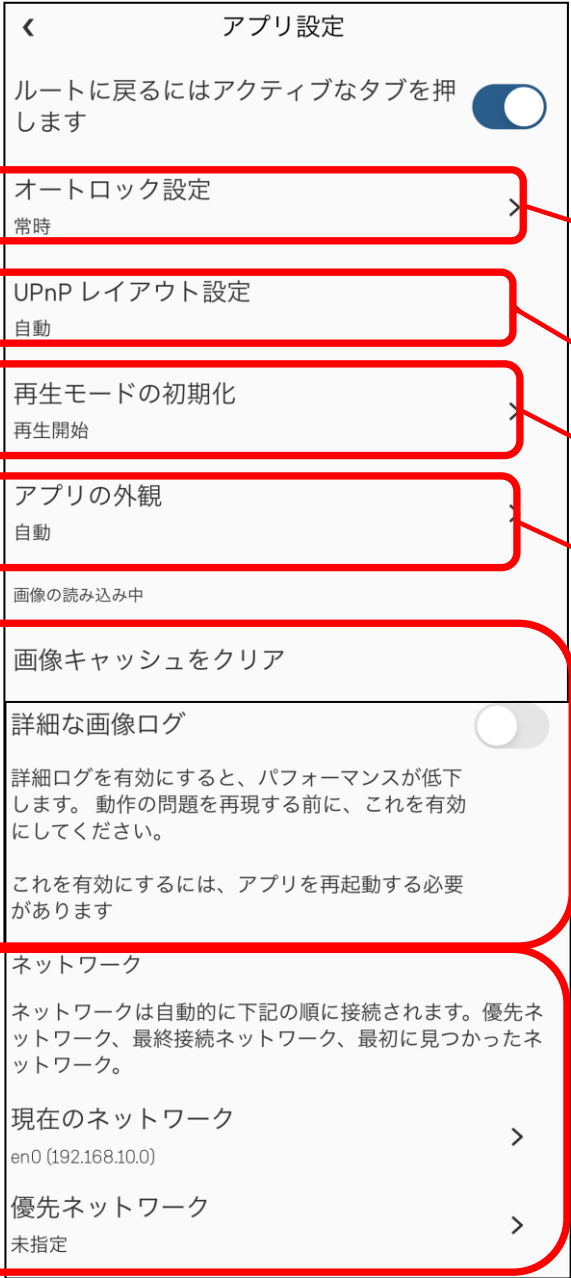 アプリ設定
ルートに戻るにはアクティブなタブを押
します
オートロック設定
常時
UPnP レイアウト設定
自動
再生モードの初期化
再生開始
アプリの外観
自動
画像の読み込み中
画像キャッシュをクリア
詳細な画像ログ
詳細ログを有効にすると、パフォーマンスが低下
します。 動作の問題を再現する前に、これを有効
にしてください。
これを有効にするには、アプリを再起動する必要
があります
ネットワーク
ネットワークは自動的に下記の順に接続されます。優先ネ
ットワーク、最終接続ネットワーク、最初に見つかったネ
ットワーク。
現在のネットワーク
en0 (192.168.10.0)
優先ネットワーク
未指定